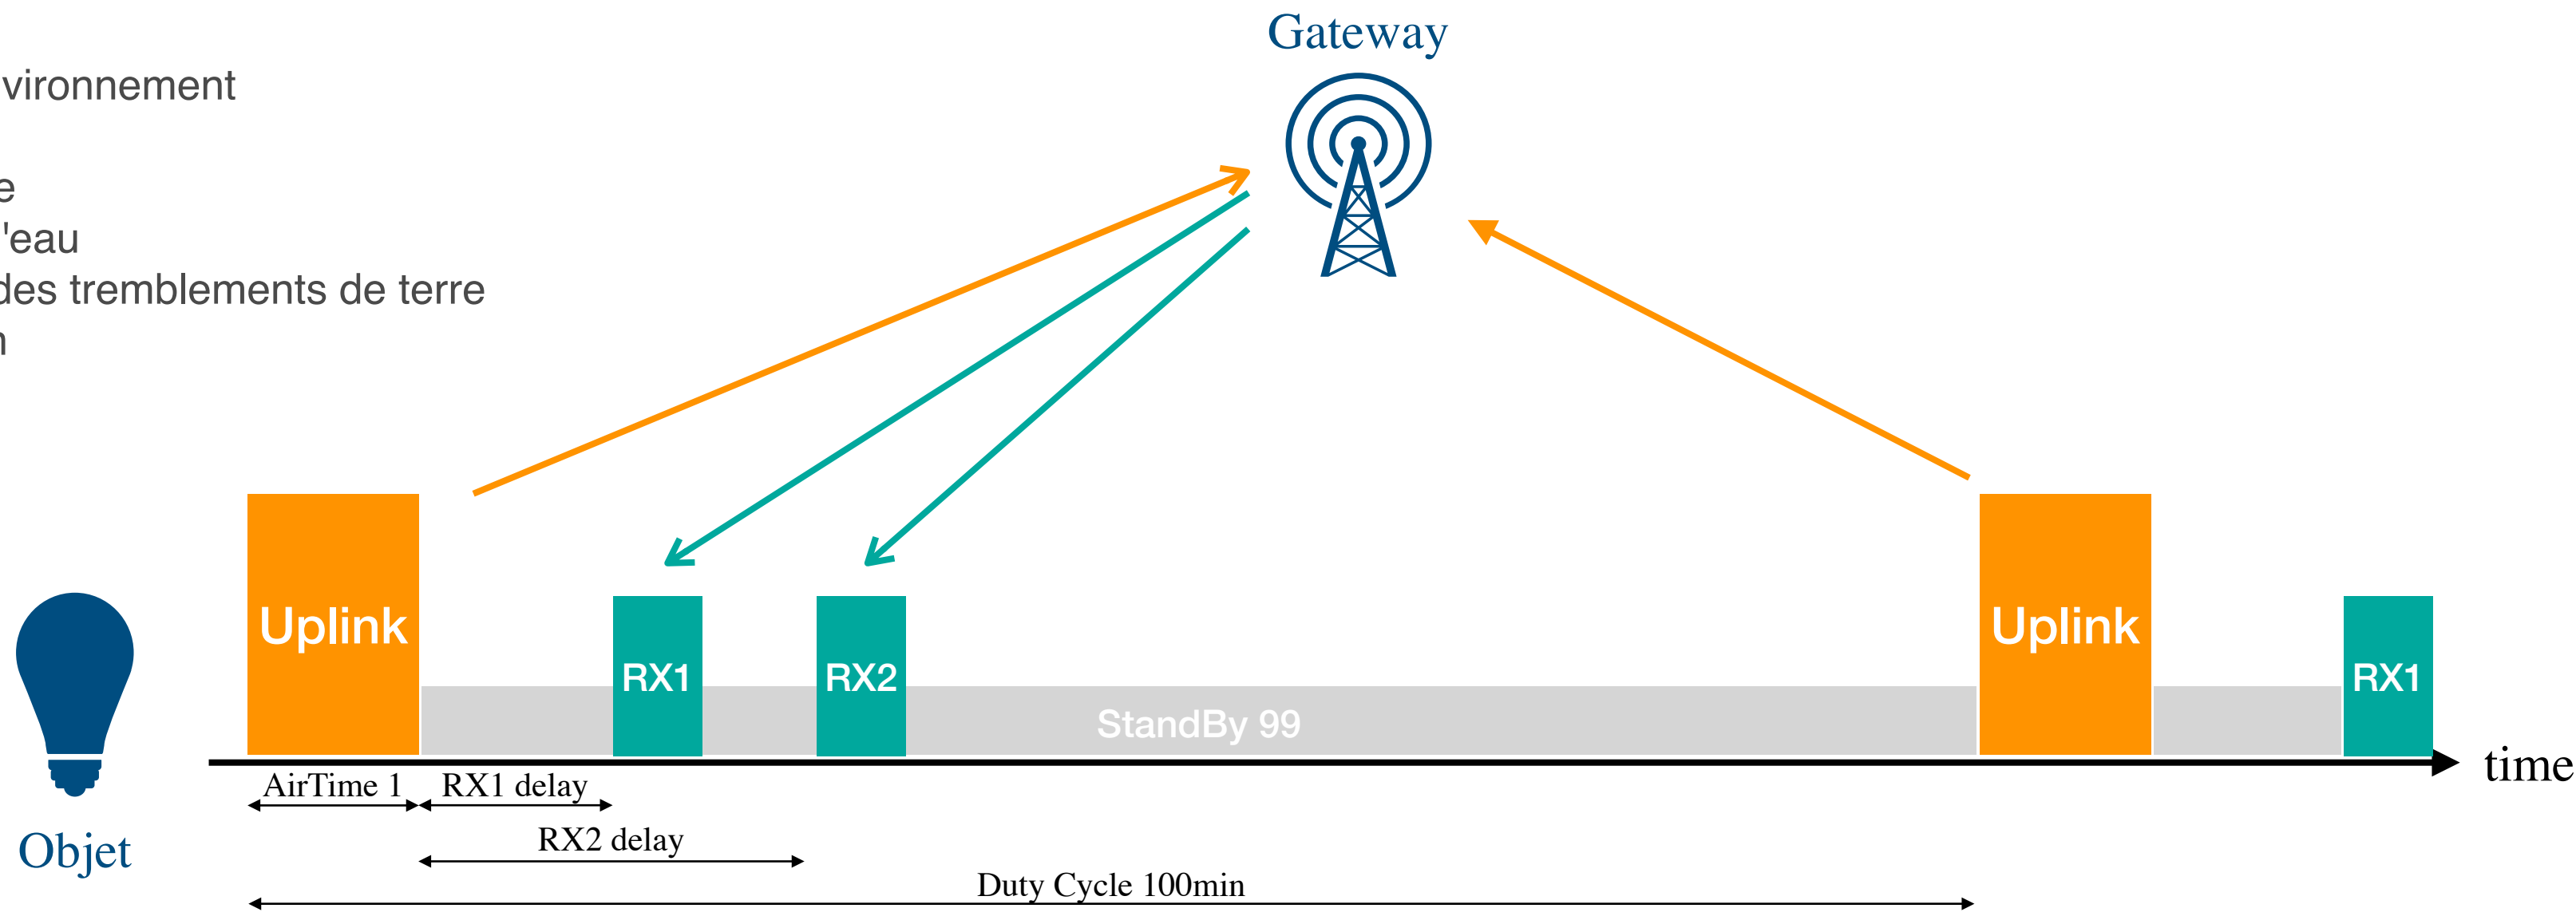 Gateway
vironnement
e
'eau
des tremblements de terre
Uplink
RX1
RX2
StandBy 99
Uplink
RX1
time
AirTime 1
RX1 delay
RX2 delay
Objet
Duty Cycle 100min